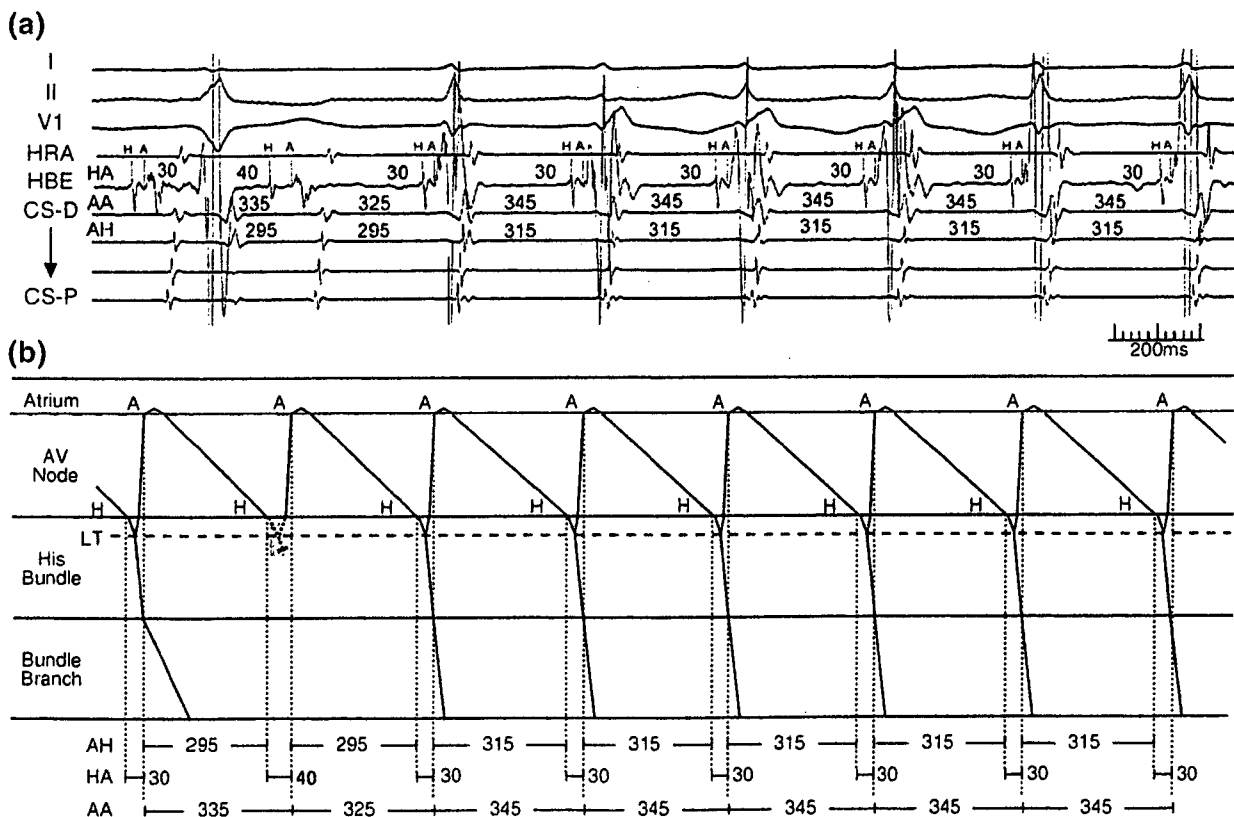 (a)
I
II
V1
HRA
H A H A H A H A H A H A H A H A
HA 30 40 30 30 30 30 30 30
HBE
AA 335 325 345 345 345 345 345
CS-D
AH 295 295 315 315 315 315 315
CS-P
200ms
(b)
Atrium A A A A A A A A
AV
Node
H H H H H H H H
LT
His
Bundle
Bundle
Branch
AH 295 295 315 315 315 315 315
HA 30 40 30 30 30 30 30 30
AA 335 325 345 345 345 345 345